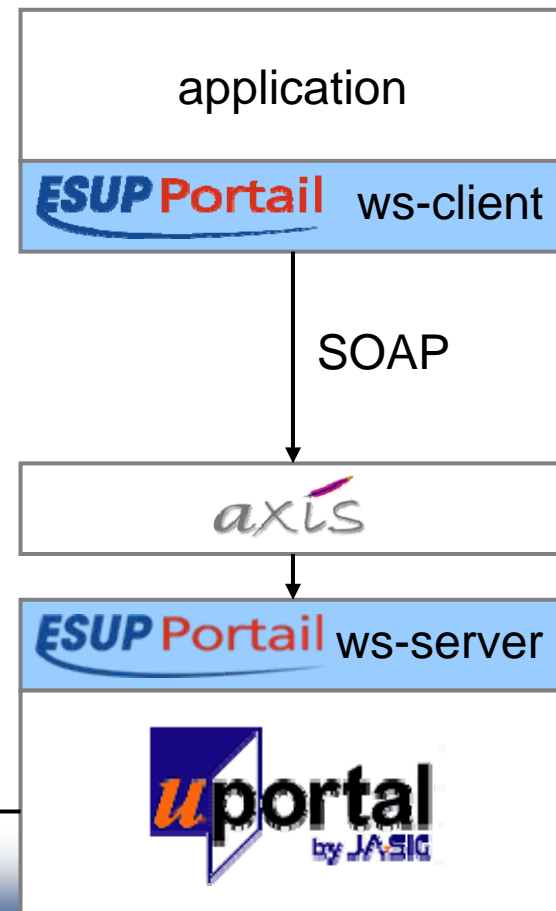 application
ESUP Portail ws-client
SOAP
axis
ESUP Portail ws-server
uportal
by JA-SIG